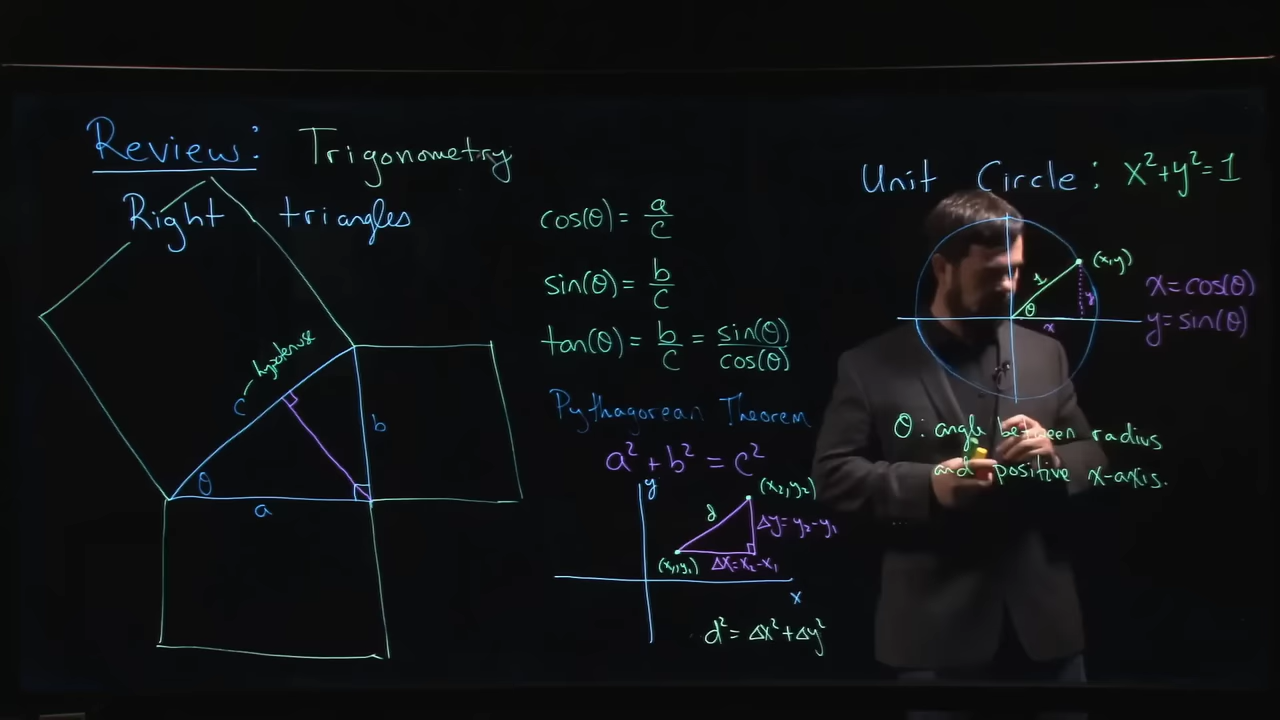 Review: Trigonometry
Right triangles
c
hypotenuse
b
θ
a
cos(θ) = a/c
sin(θ) = b/c
tan(θ) = b/c = sin(θ)/cos(θ)
Pythagorean Theorem
a² + b² = c²
y
(x₂, y₂)
d
Δy = y₂ - y₁
(x₁, y₁)
Δx = x₂ - x₁
x
d² = Δx² + Δy²
Unit Circle: x² + y² = 1
(x, y)
1
y
θ
x
x = cos(θ)
y = sin(θ)
θ: angle between radius
and positive x-axis.